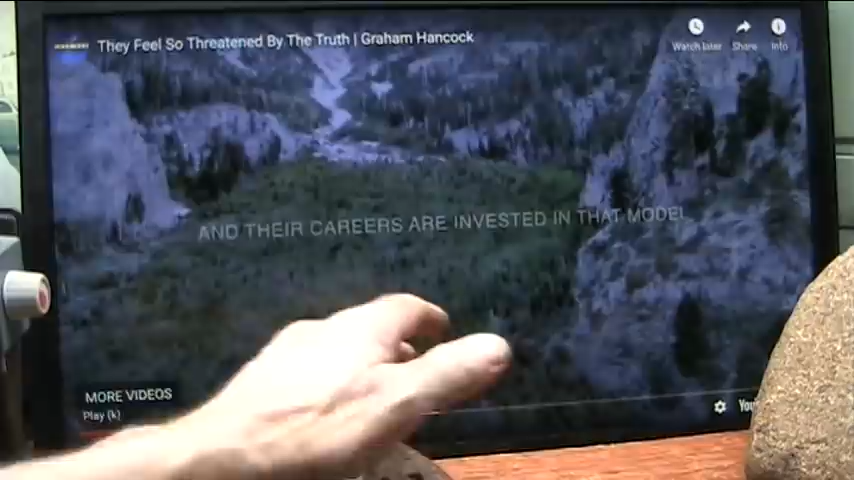 They Feel So Threatened By The Truth | Graham Hancock
Watch later
Share
Info
AND THEIR CAREERS ARE INVESTED IN THAT MODEL
MORE VIDEOS
Play (k)